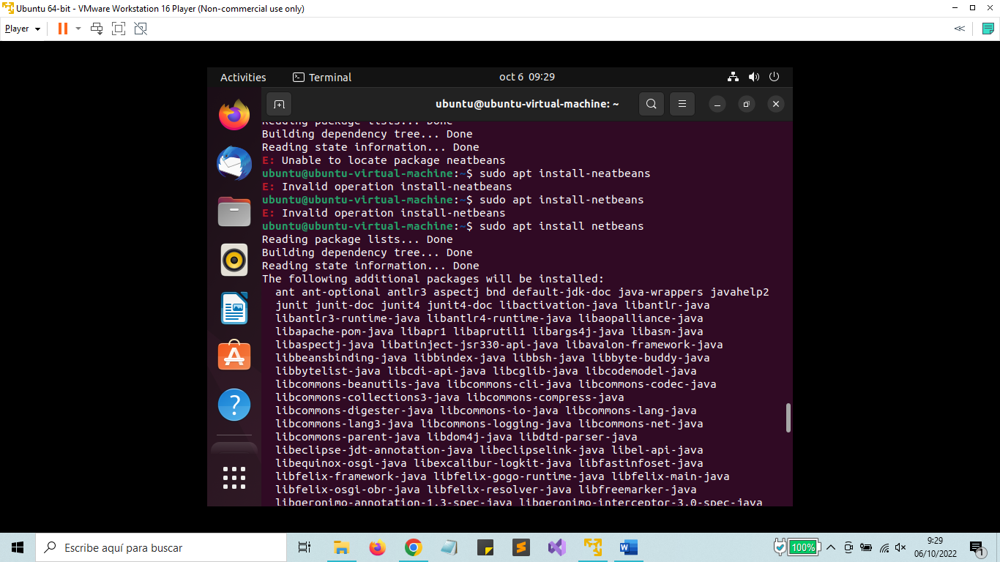 Ubuntu 64-bit - VMware Workstation 16 Player (Non-commercial use only)
Player
Activities
Terminal
oct 6 09:29
ubuntu@ubuntu-virtual-machine: ~
Reading package lists... Done
Building dependency tree... Done
Reading state information... Done
E: Unable to locate package neatbeans
ubuntu@ubuntu-virtual-machine:~$ sudo apt install-neatbeans
E: Invalid operation install-neatbeans
ubuntu@ubuntu-virtual-machine:~$ sudo apt install-netbeans
E: Invalid operation install-netbeans
ubuntu@ubuntu-virtual-machine:~$ sudo apt install netbeans
Reading package lists... Done
Building dependency tree... Done
Reading state information... Done
The following additional packages will be installed:
ant ant-optional antlr3 aspectj bnd default-jdk-doc java-wrappers javahelp2
junit junit-doc junit4 junit4-doc libactivation-java libantlr-java
libantlr3-runtime-java libantlr4-runtime-java libaopalliance-java
libapache-pom-java libapr1 libaprutil1 libargs4j-java libasm-java
libaspectj-java libatinject-jsr330-api-java libavalon-framework-java
libbeansbinding-java libbindex-java libbsh-java libbyte-buddy-java
libbytelist-java libcdi-api-java libcglib-java libcodemodel-java
libcommons-beanutils-java libcommons-cli-java libcommons-codec-java
libcommons-collections3-java libcommons-compress-java
libcommons-digester-java libcommons-io-java libcommons-lang-java
libcommons-lang3-java libcommons-logging-java libcommons-net-java
libcommons-parent-java libdom4j-java libdtd-parser-java
libeclipse-jdt-annotation-java libeclipselink-java libel-api-java
libequinox-osgi-java libexcalibur-logkit-java libfastinfoset-java
libfelix-framework-java libfelix-gogo-runtime-java libfelix-main-java
libfelix-osgi-obr-java libfelix-resolver-java libfreemarker-java
libgeronimo-annotation-1.3-spec-java libgeronimo-interceptor-3.0-spec-java
Escribe aquí para buscar
100%
9:29
06/10/2022
1